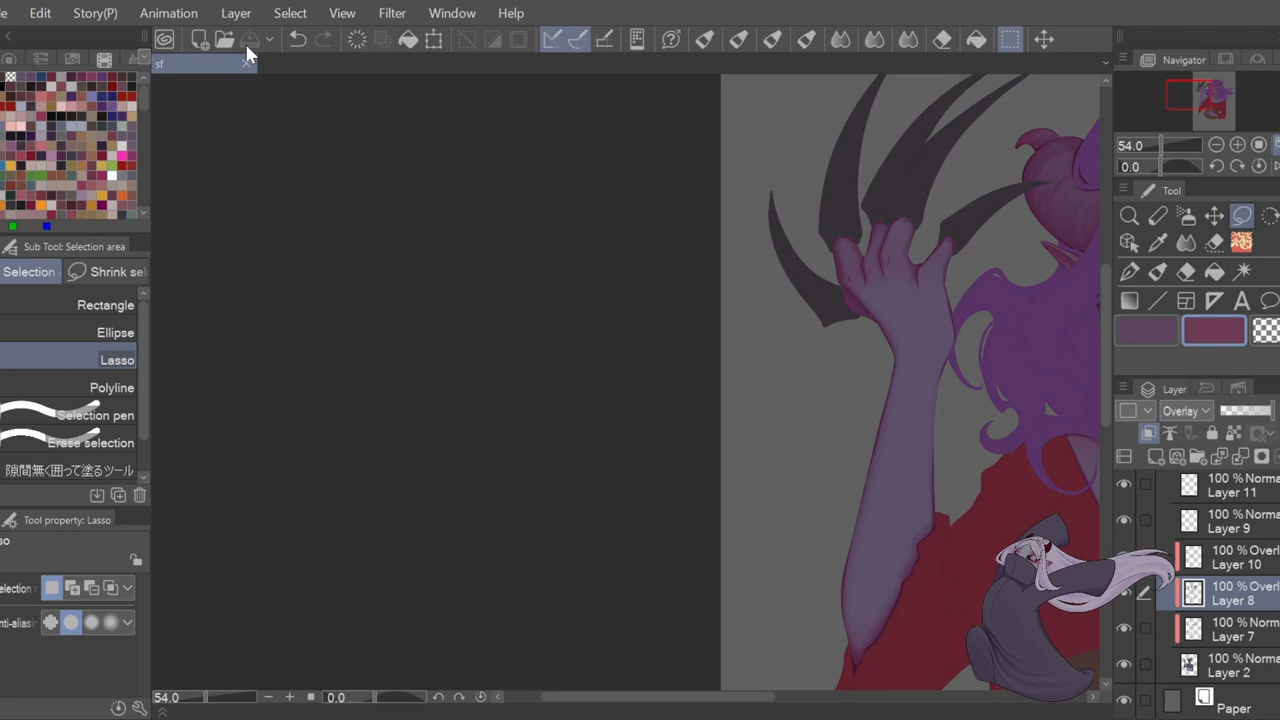 le Edit Story(P) Animation Layer Select View Filter Window Help
sf
Navigator
54.0
0.0
Tool
Sub Tool: Selection area
Selection Shrink sel
Rectangle
Ellipse
Lasso
Polyline
Selection pen
Erase selection
隙間無く囲って塗るツール
Tool property: Lasso
so
election m
nti-aliasin
Layer
Overlay
100 % Norma
Layer 11
100 % Norma
Layer 9
100 % Overl
Layer 10
100 % Overl
Layer 8
100 % Norma
Layer 7
100 % Norma
Layer 2
Paper
54.0 0.0